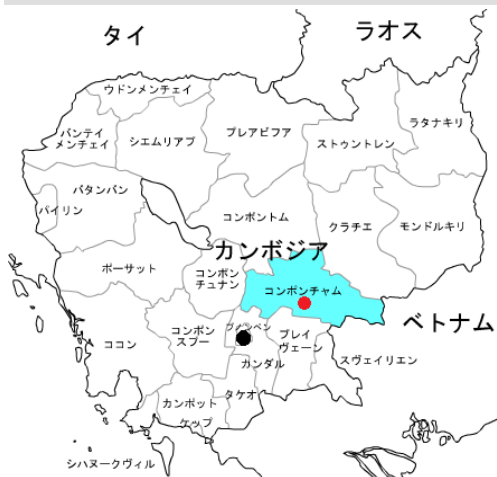 タイ
ラオス
ウドンメンチェイ
バンテイ
メンチェイ
シエムリアプ
プレアビフア
ストゥントレン
ラタナキリ
バタンバン
パイリン
コンポントム
クラチエ
モンドルキリ
カンボジア
ポーサット
コンポン
チュナン
コンポンチャム
ココン
コンポン
スプー
プノンペン
プレイ
ヴェーン
ベトナム
カンダル
スヴェイリエン
タケオ
カンポット
ケップ
シハヌークヴィル